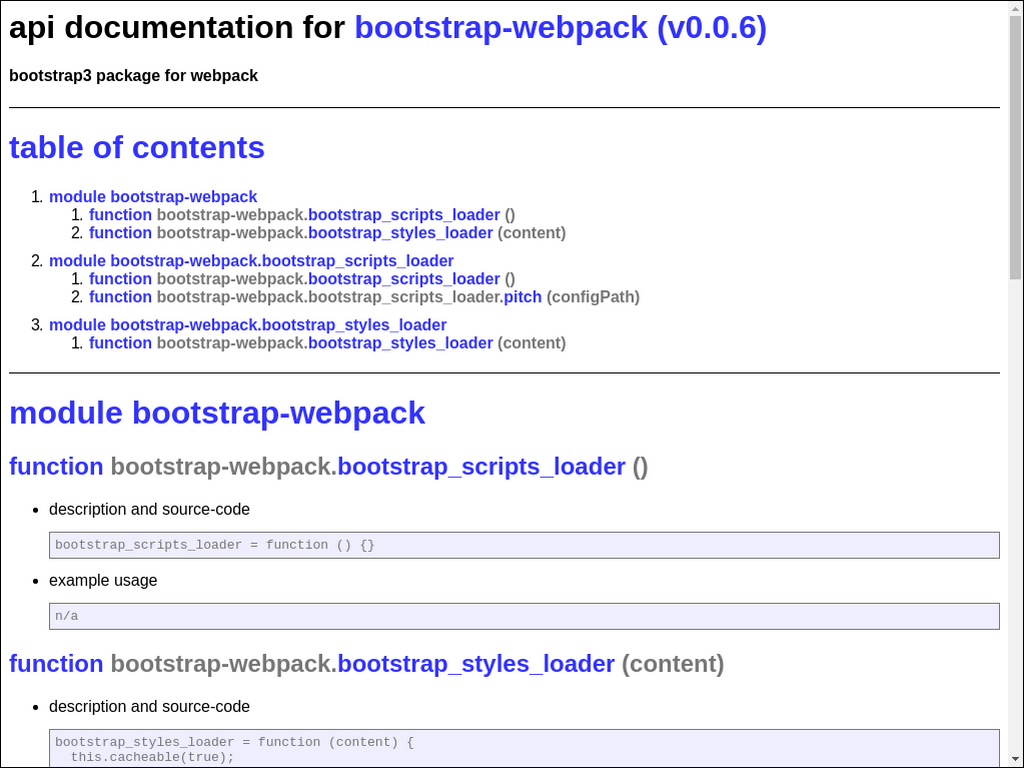 api documentation for bootstrap-webpack (v0.0.6)
bootstrap3 package for webpack
table of contents
1. module bootstrap-webpack
1. function bootstrap-webpack.bootstrap_scripts_loader ()
2. function bootstrap-webpack.bootstrap_styles_loader (content)
2. module bootstrap-webpack.bootstrap_scripts_loader
1. function bootstrap-webpack.bootstrap_scripts_loader ()
2. function bootstrap-webpack.bootstrap_scripts_loader.pitch (configPath)
3. module bootstrap-webpack.bootstrap_styles_loader
1. function bootstrap-webpack.bootstrap_styles_loader (content)
module bootstrap-webpack
function bootstrap-webpack.bootstrap_scripts_loader ()
• description and source-code
bootstrap_scripts_loader = function () {}
• example usage
n/a
function bootstrap-webpack.bootstrap_styles_loader (content)
• description and source-code
bootstrap_styles_loader = function (content) {
this.cacheable(true);